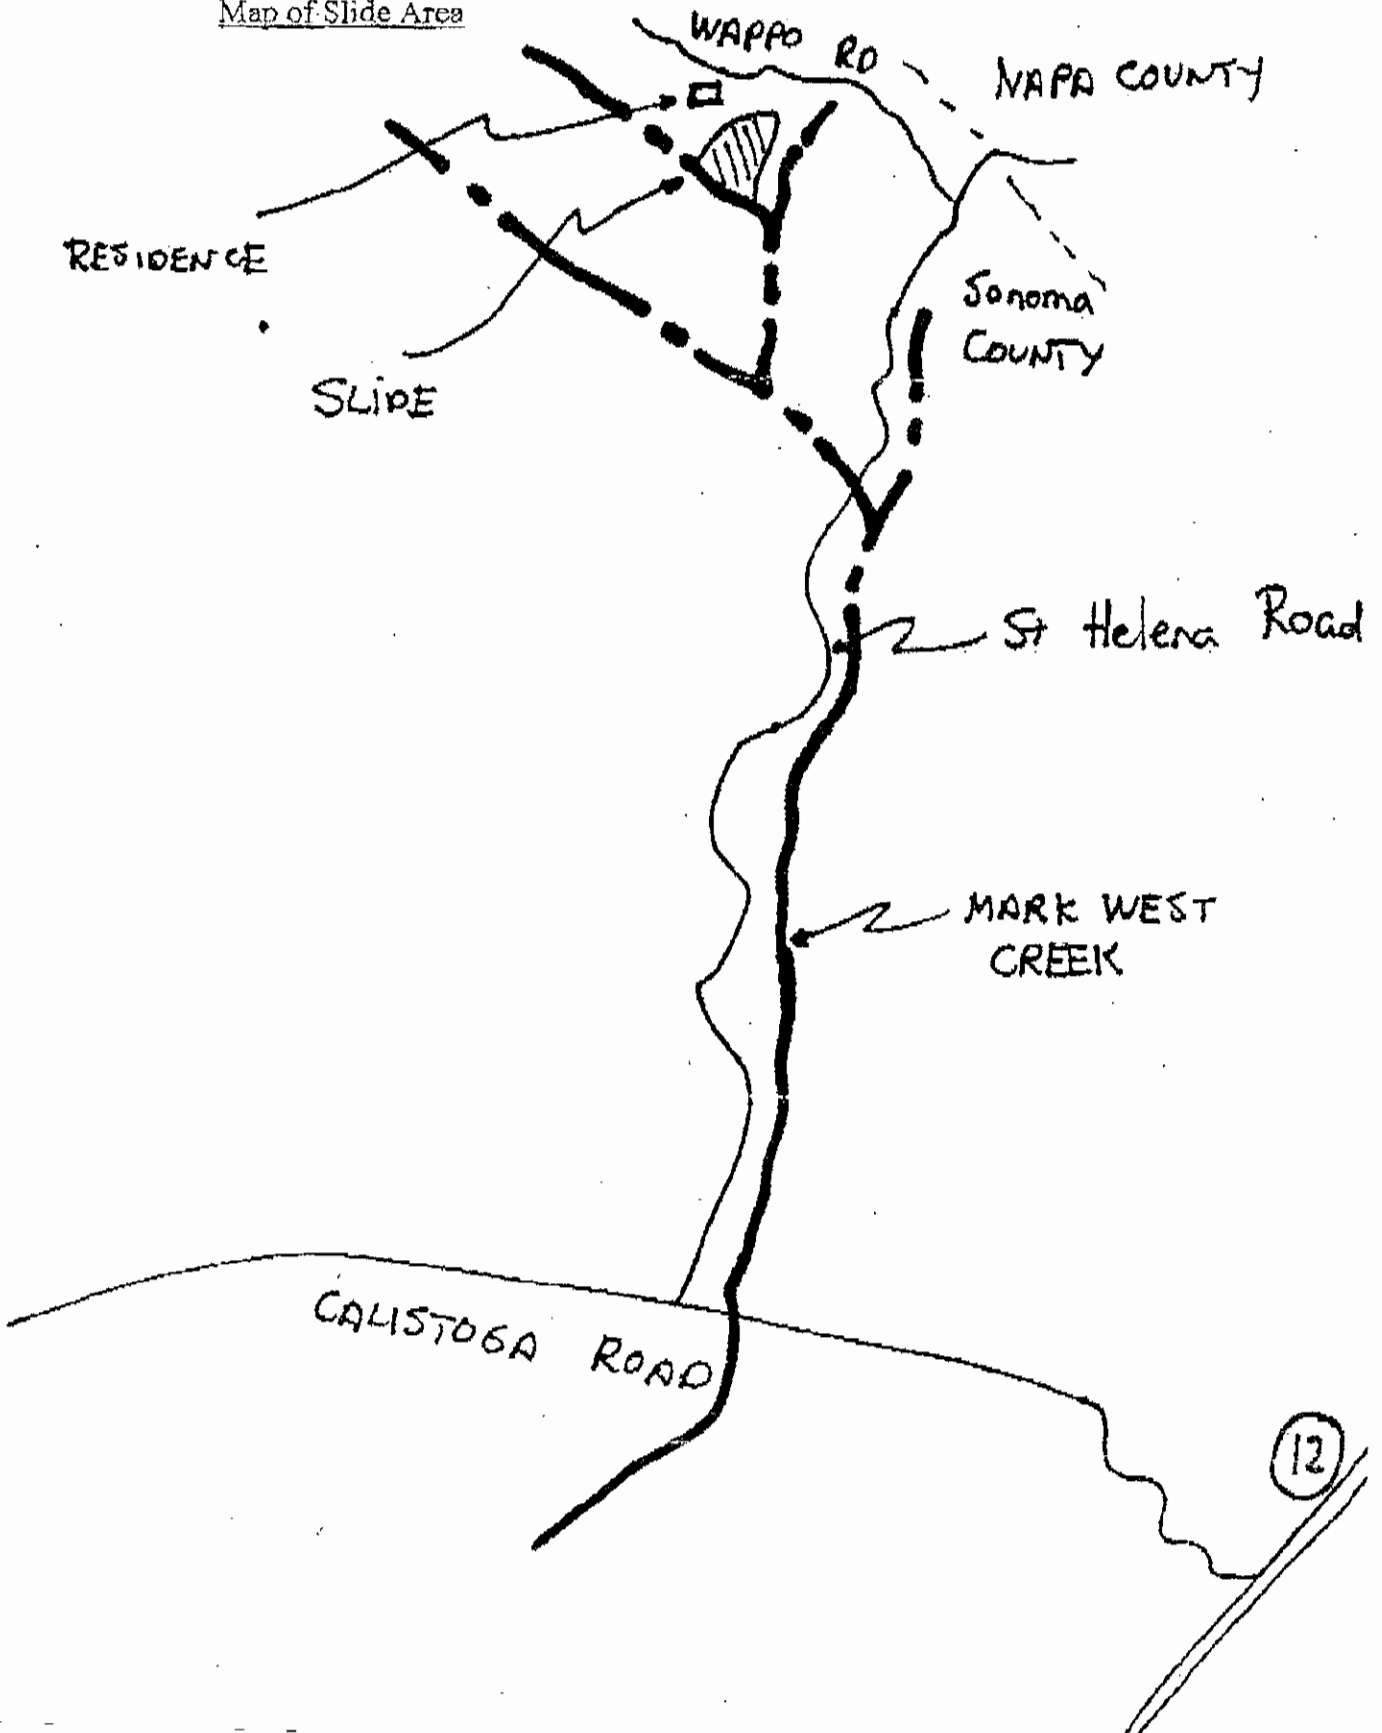 Map of Slide Area
WAPPO RD
NAPA COUNTY
RESIDENCE
Sonoma
COUNTY
SLIDE
St Helena Road
MARK WEST
CREEK
CALISTOGA ROAD
12